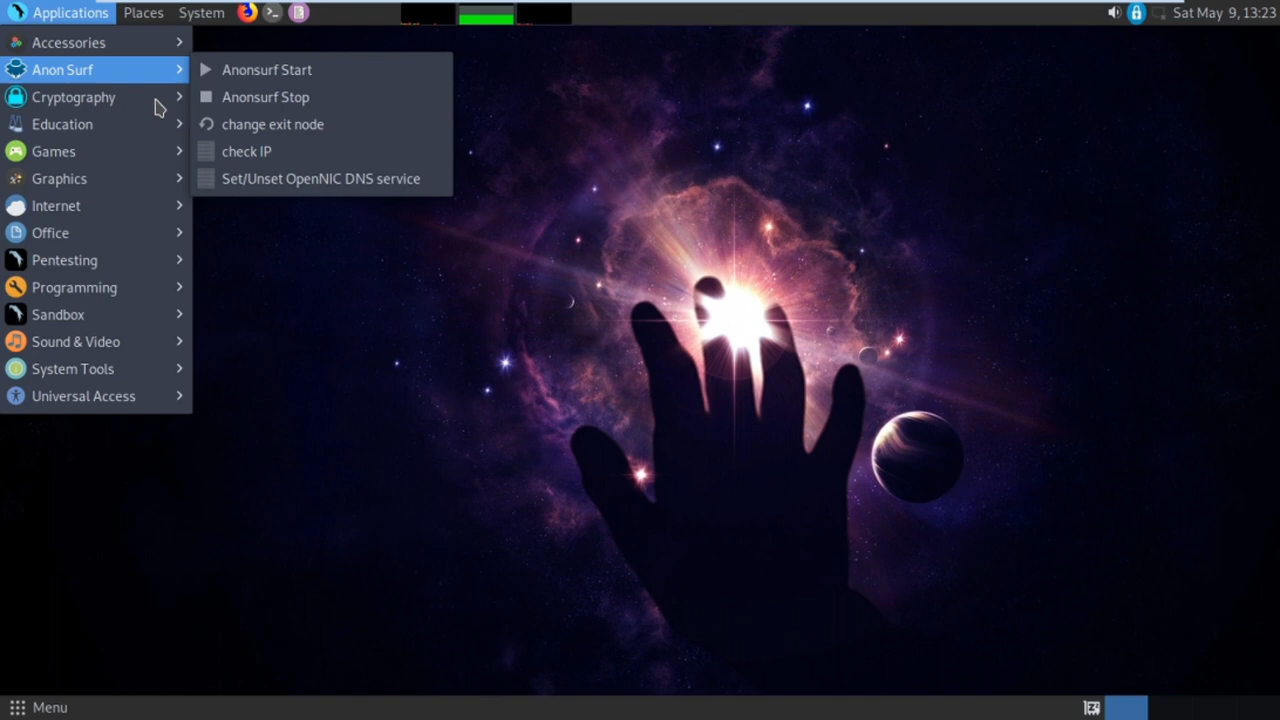 Applications Places System Sat May 9, 13:23
Accessories
Anon Surf
Cryptography
Education
Games
Graphics
Internet
Office
Pentesting
Programming
Sandbox
Sound & Video
System Tools
Universal Access
Anonsurf Start
Anonsurf Stop
change exit node
check IP
Set/Unset OpenNIC DNS service
Menu